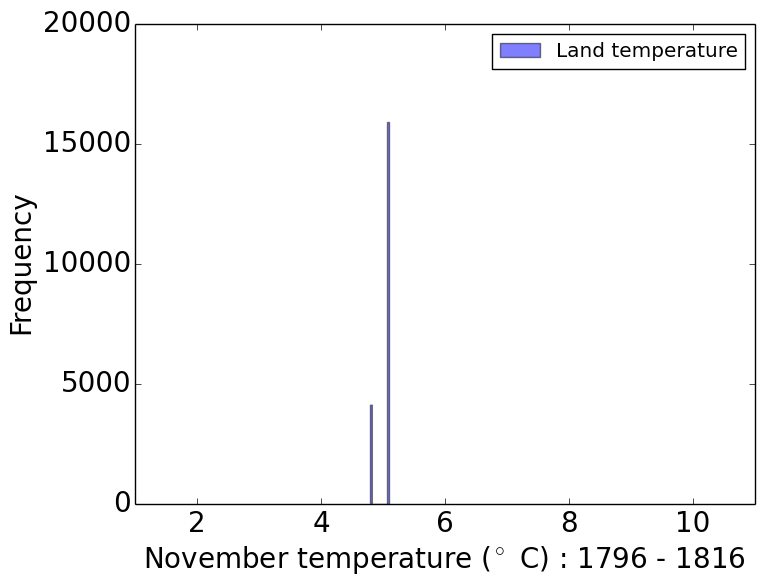 20000
Land temperature
15000
Frequency
10000
5000
0
2 4 6 8 10
November temperature (° C) : 1796 - 1816